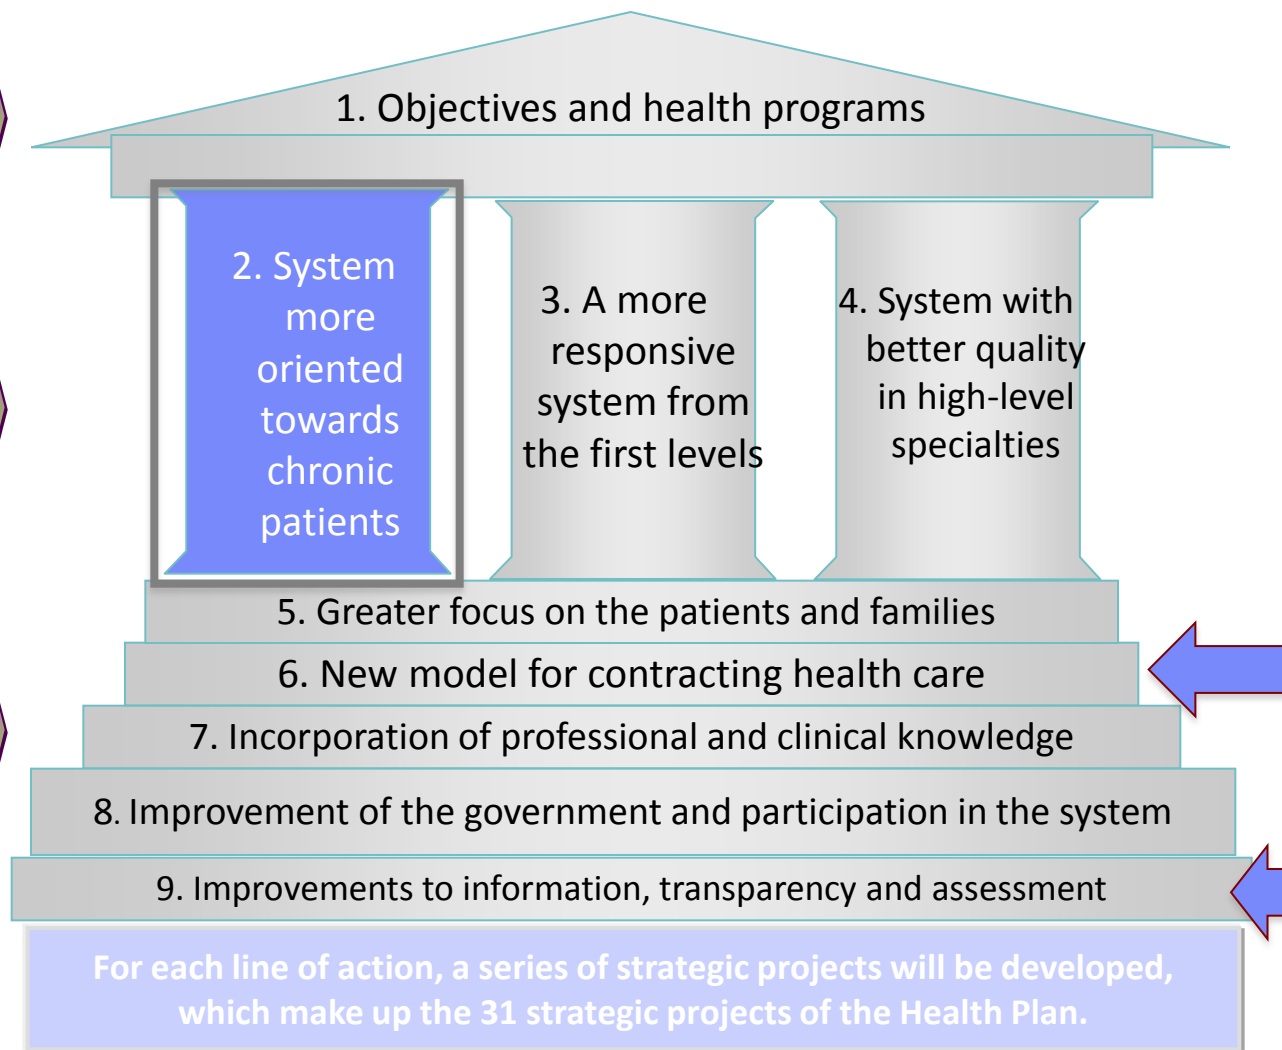 1. Objectives and health programs
2. System
more
oriented
towards
chronic
patients
3. A more
responsive
system from
the first levels
4. System with
better quality
in high-level
specialties
5. Greater focus on the patients and families
6. New model for contracting health care
7. Incorporation of professional and clinical knowledge
8. Improvement of the government and participation in the system
9. Improvements to information, transparency and assessment
For each line of action, a series of strategic projects will be developed,
which make up the 31 strategic projects of the Health Plan.